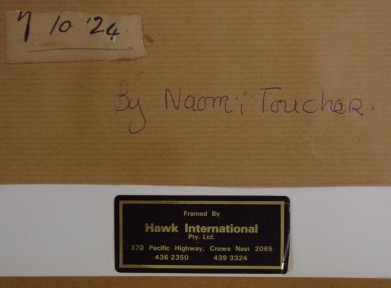 7 10 '24
By Naomi Toucher.
Framed By
Hawk International
Pty. Ltd.
370 Pacific Highway, Crows Nest 2065
436 2350 439 3324